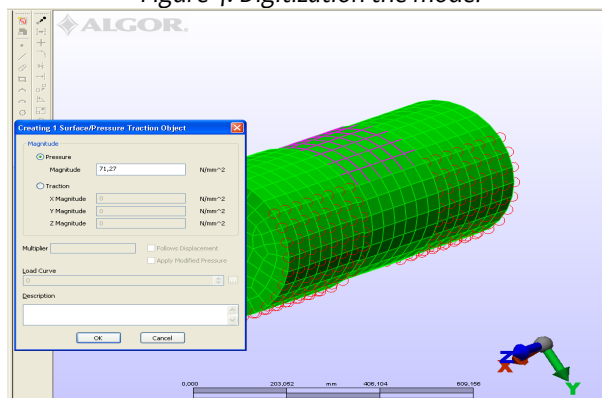 Figure 4. Digitization the model
ALGOR.
Creating 1 Surface/Pressure Traction Object
Magnitude
Pressure
Magnitude 71,27 N/mm^2
Traction
X Magnitude 0 N/mm^2
Y Magnitude 0 N/mm^2
Z Magnitude 0 N/mm^2
Multiplier Follows Displacement
Apply Modified Pressure
Load Curve
0
Description
OK Cancel
0,000 203,052 mm 406,104 609,156
Z
X
Y